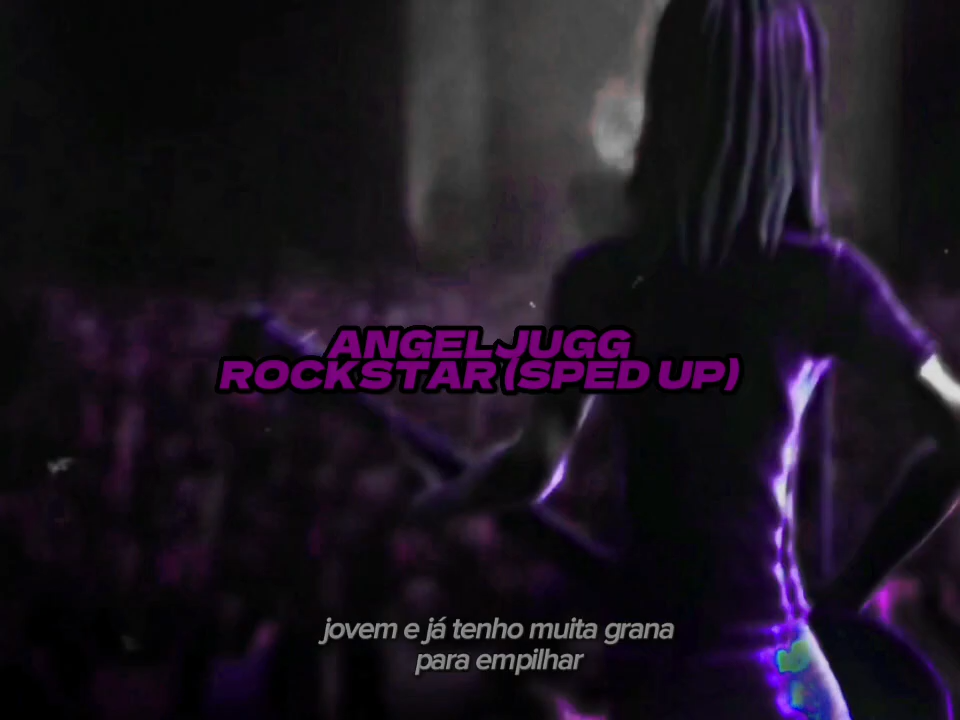 ANGEL JUGG
ROCKSTAR (SPED UP)
jovem e já tenho muita grana
para empilhar